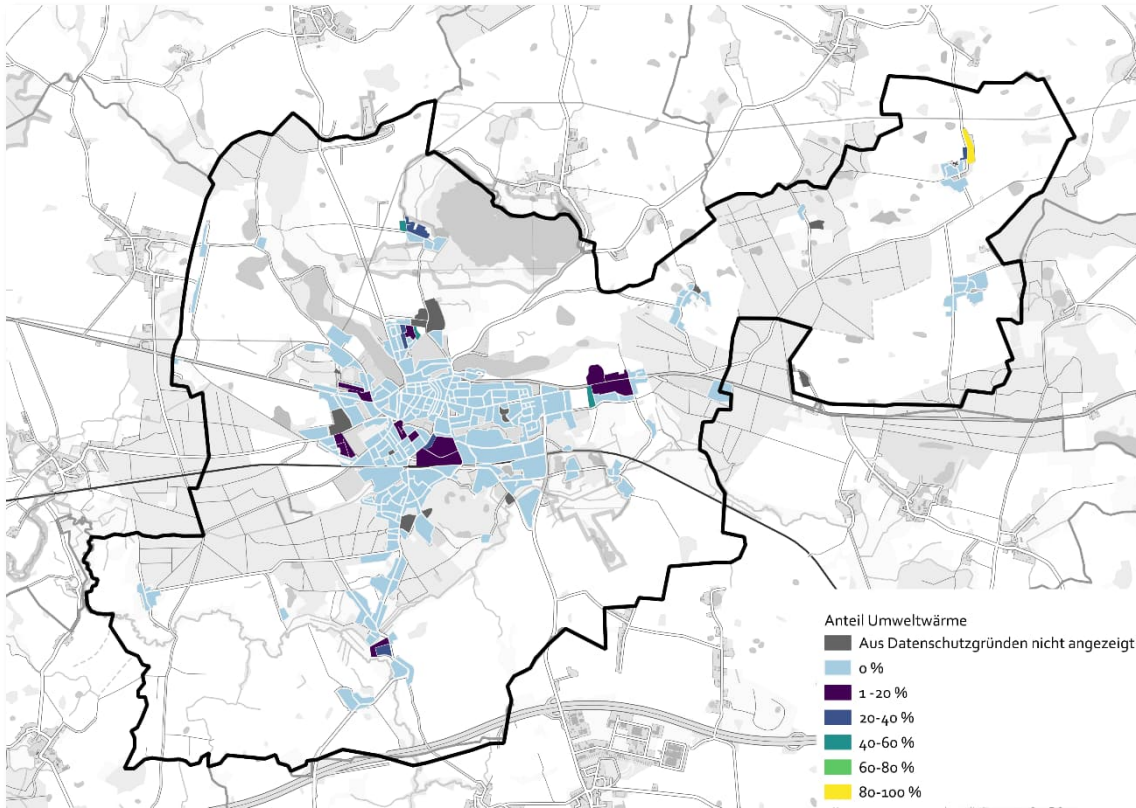 Anteil Umweltwärme
Aus Datenschutzgründen nicht angezeigt
0 %
1 -20 %
20-40 %
40-60 %
60-80 %
80-100 %